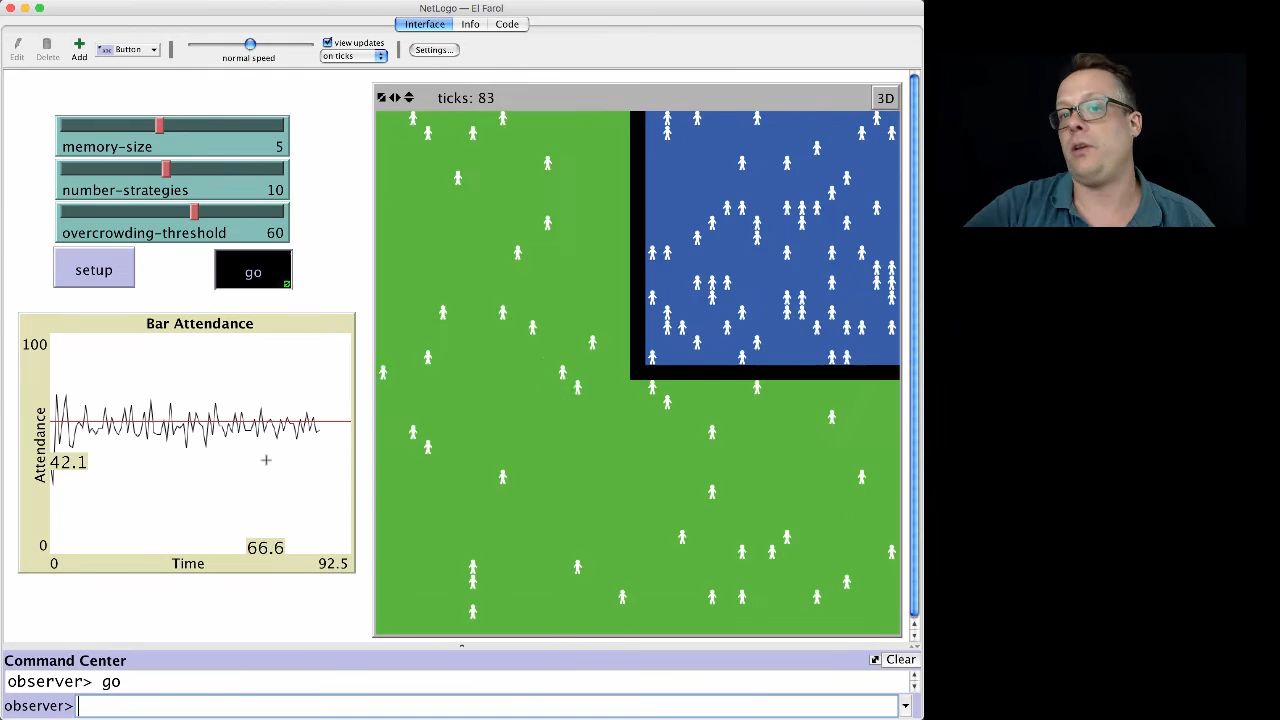 NetLogo — El Farol
Interface Info Code
Edit Delete Add abc Button normal speed view updates on ticks Settings...
ticks: 83
3D
memory-size 5
number-strategies 10
overcrowding-threshold 60
setup go
Bar Attendance
100
Attendance
42.1
66.6
0
0 Time 92.5
Command Center Clear
observer> go
observer>